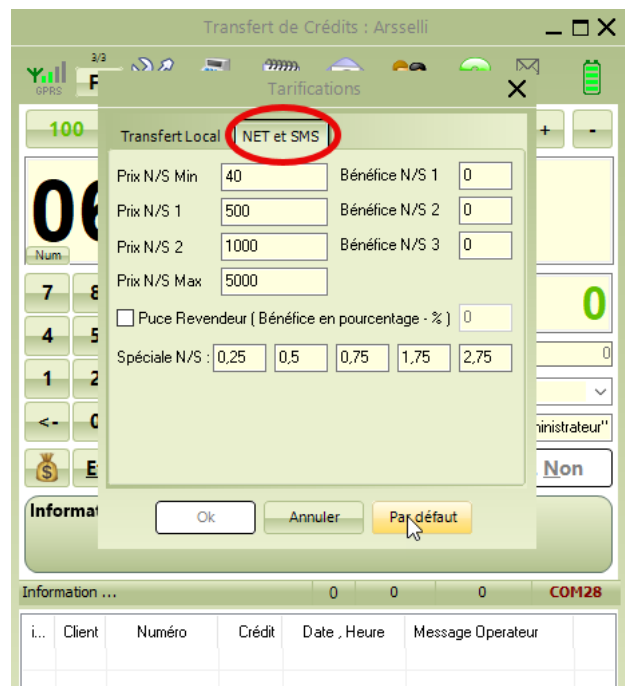 Transfert de Crédits : Arsselli
3/3
GPRS
F
Tarifications
100
+ -
Transfert Local NET et SMS
Prix N/S Min 40 Bénéfice N/S 1 0
06
Prix N/S 1 500 Bénéfice N/S 2 0
Num
Prix N/S 2 1000 Bénéfice N/S 3 0
Prix N/S Max 5000
7 8 0
Puce Revendeur ( Bénéfice en pourcentage - % ) 0
4 5
Spéciale N/S : 0,25 0,5 0,75 1,75 2,75 0
1 2
<- 0 ninistrateur"
E Non
Informat Ok Annuler Par défaut
Information ... 0 0 0 COM28
i... Client Numéro Crédit Date , Heure Message Operateur